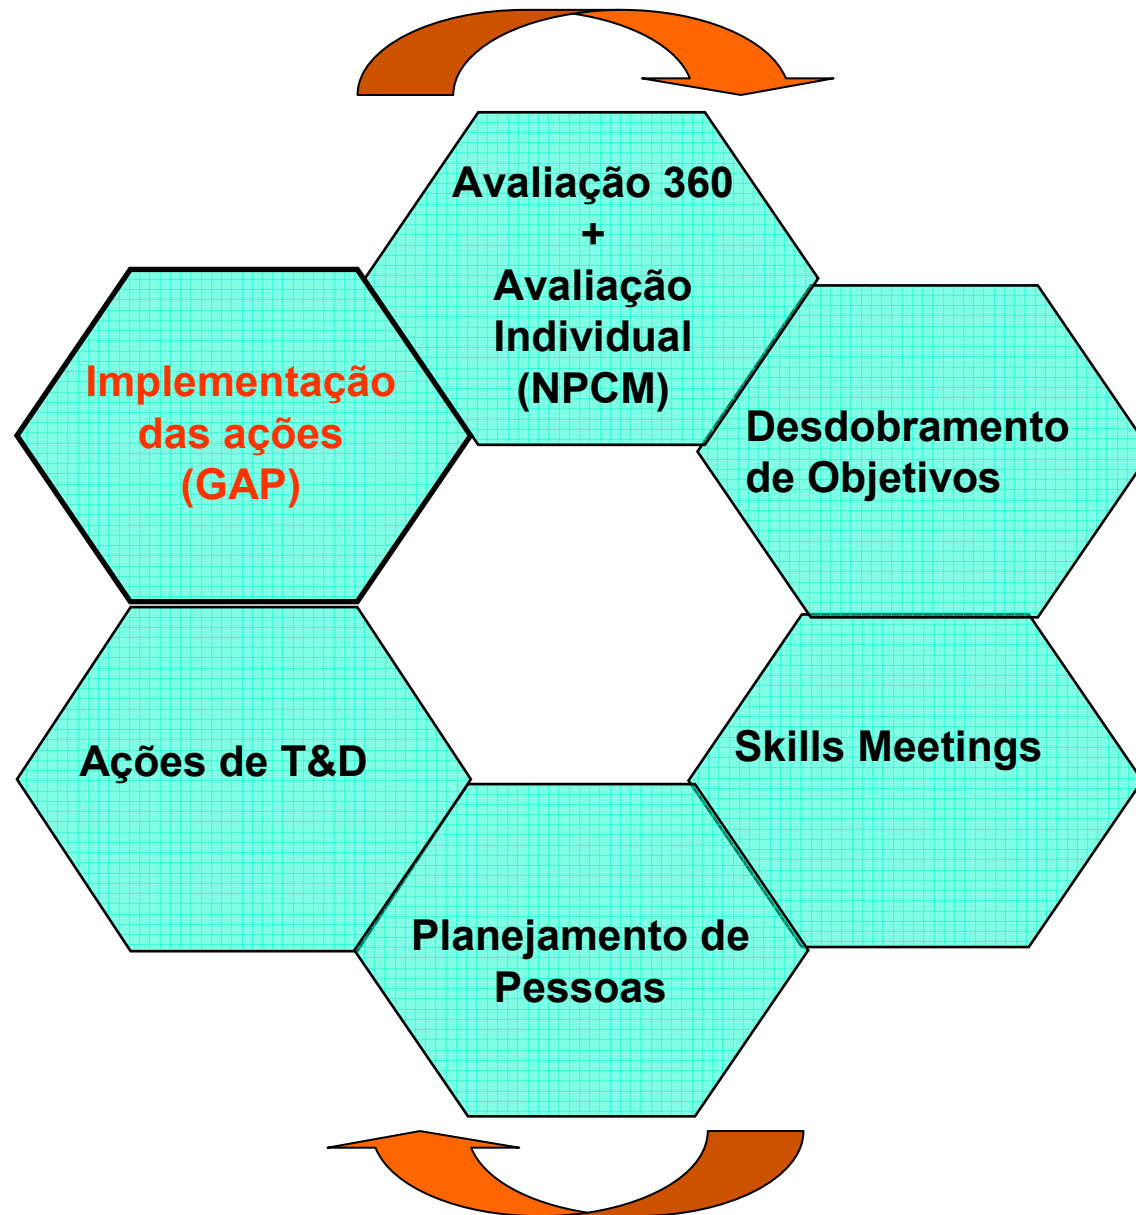 Avaliação 360
+
Avaliação
Individual
(NPCM)
Desdobramento
de Objetivos
Skills Meetings
Planejamento de
Pessoas
Ações de T&D
Implementação
das ações
(GAP)